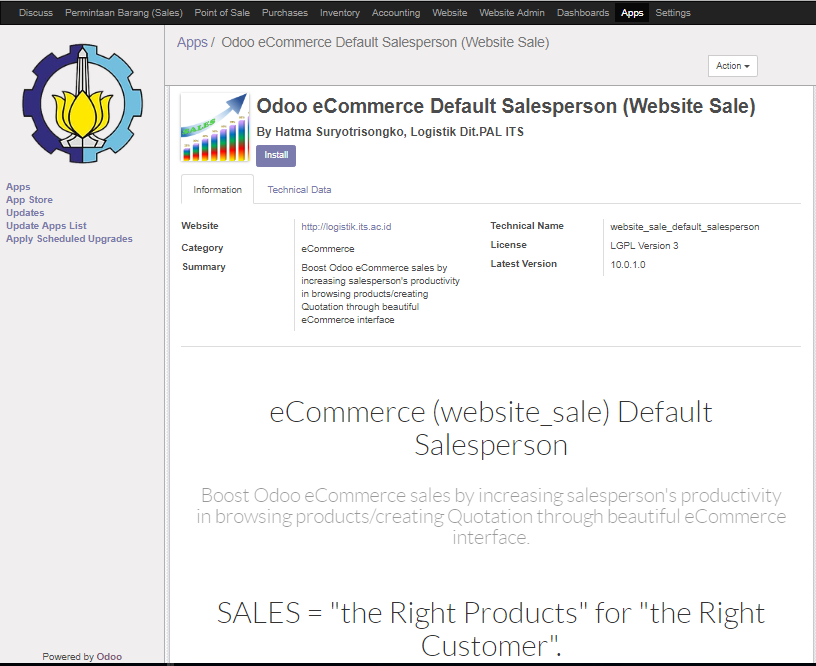 Discuss Permintaan Barang (Sales) Point of Sale Purchases Inventory Accounting Website Website Admin Dashboards Apps Settings
Apps / Odoo eCommerce Default Salesperson (Website Sale)
Action
SALES
Odoo eCommerce Default Salesperson (Website Sale)
By Hatma Suryotrisongko, Logistik Dit.PAL ITS
Install
Apps
App Store
Updates
Update Apps List
Apply Scheduled Upgrades
Information Technical Data
Website http://logistik.its.ac.id
Category eCommerce
Summary Boost Odoo eCommerce sales by
increasing salesperson's productivity
in browsing products/creating
Quotation through beautiful
eCommerce interface
Technical Name website_sale_default_salesperson
License LGPL Version 3
Latest Version 10.0.1.0
eCommerce (website_sale) Default
Salesperson
Boost Odoo eCommerce sales by increasing salesperson's productivity
in browsing products/creating Quotation through beautiful eCommerce
interface.
SALES = "the Right Products" for "the Right
Customer".
Powered by Odoo